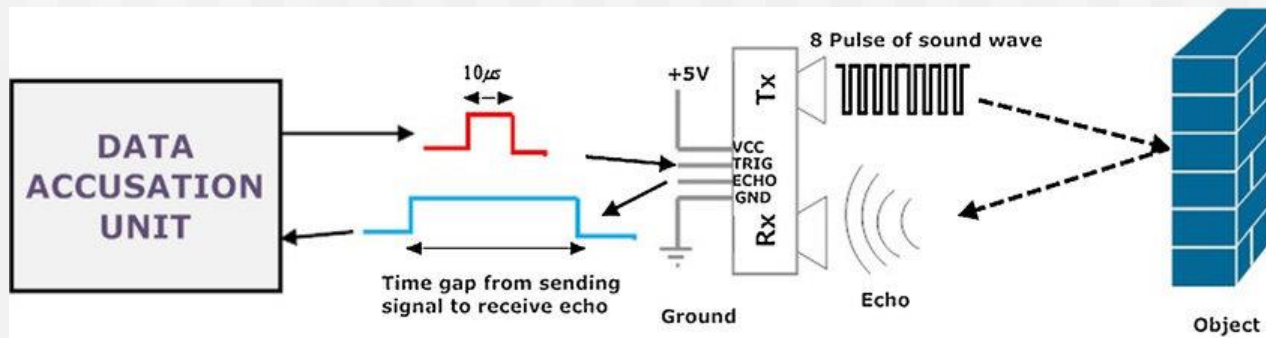 DATA
ACCUSATION
UNIT
10μs
Time gap from sending
signal to receive echo
+5V
VCC
TRIG
ECHO
GND
Ground
Tx
Rx
8 Pulse of sound wave
Echo
Object